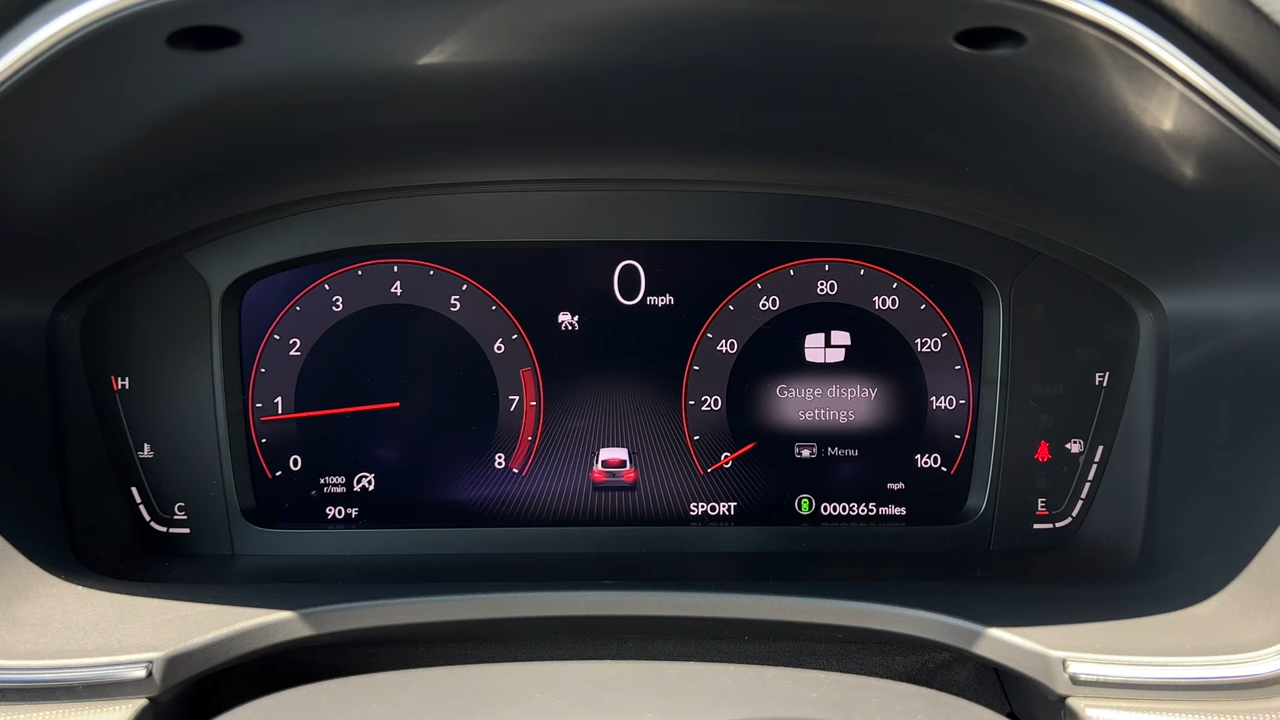 0 mph
0
1
2
3
4
5
6
7
8
x1000
r/min
90 °F
0
20
40
60
80
100
120
140
160
mph
Gauge display
settings
: Menu
SPORT
000365 miles
H
C
F
E